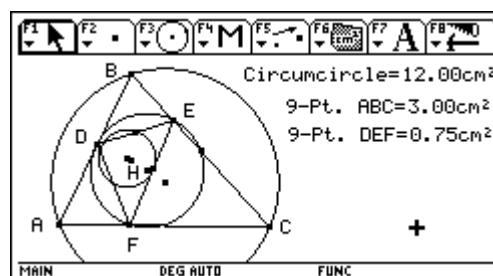 F1 F2 F3 F4 M F5 F6 cm³ F7 A F8
B Circumcircle=12.00cm²
E 9-Pt. ABC=3.00cm²
D 9-Pt. DEF=0.75cm²
H
A C
F
MAIN DEG AUTO FUNC